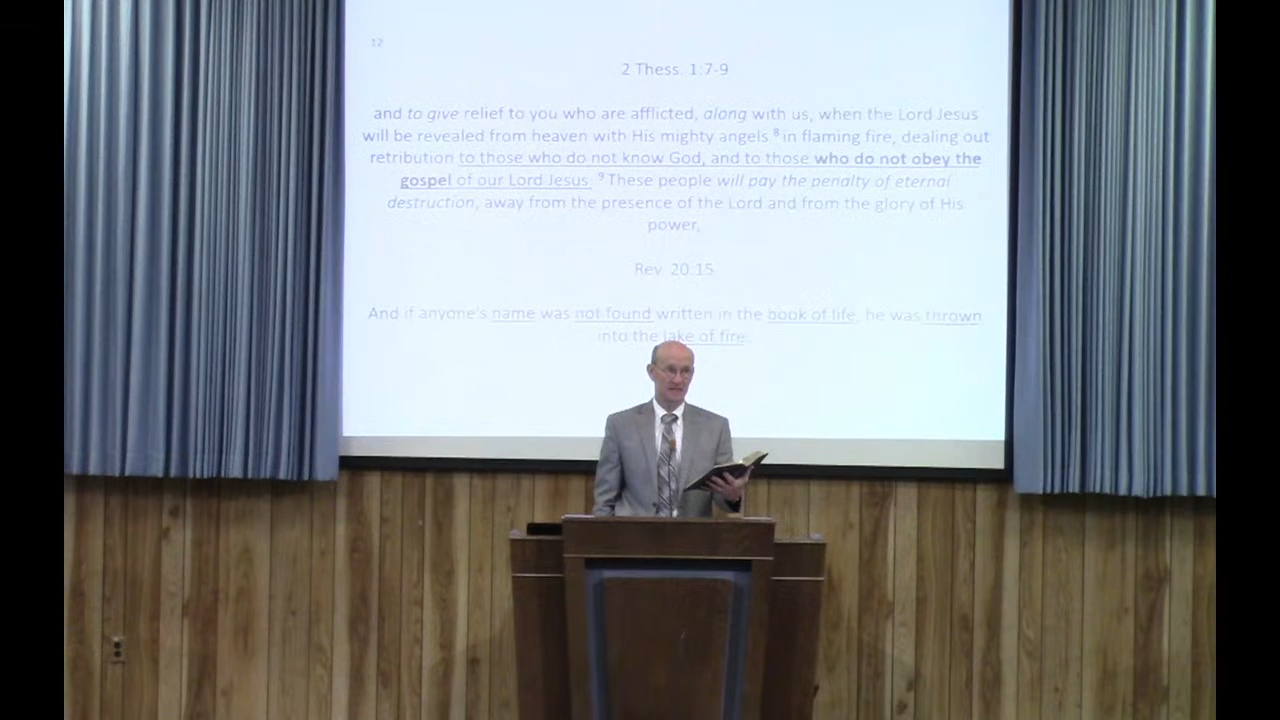 12
2 Thess. 1:7-9
and to give relief to you who are afflicted, along with us, when the Lord Jesus
will be revealed from heaven with His mighty angels 8 in flaming fire, dealing out
retribution to those who do not know God, and to those who do not obey the
gospel of our Lord Jesus. 9 These people will pay the penalty of eternal
destruction, away from the presence of the Lord and from the glory of His
power,
Rev. 20:15
And if anyone's name was not found written in the book of life, he was thrown
into the lake of fire.